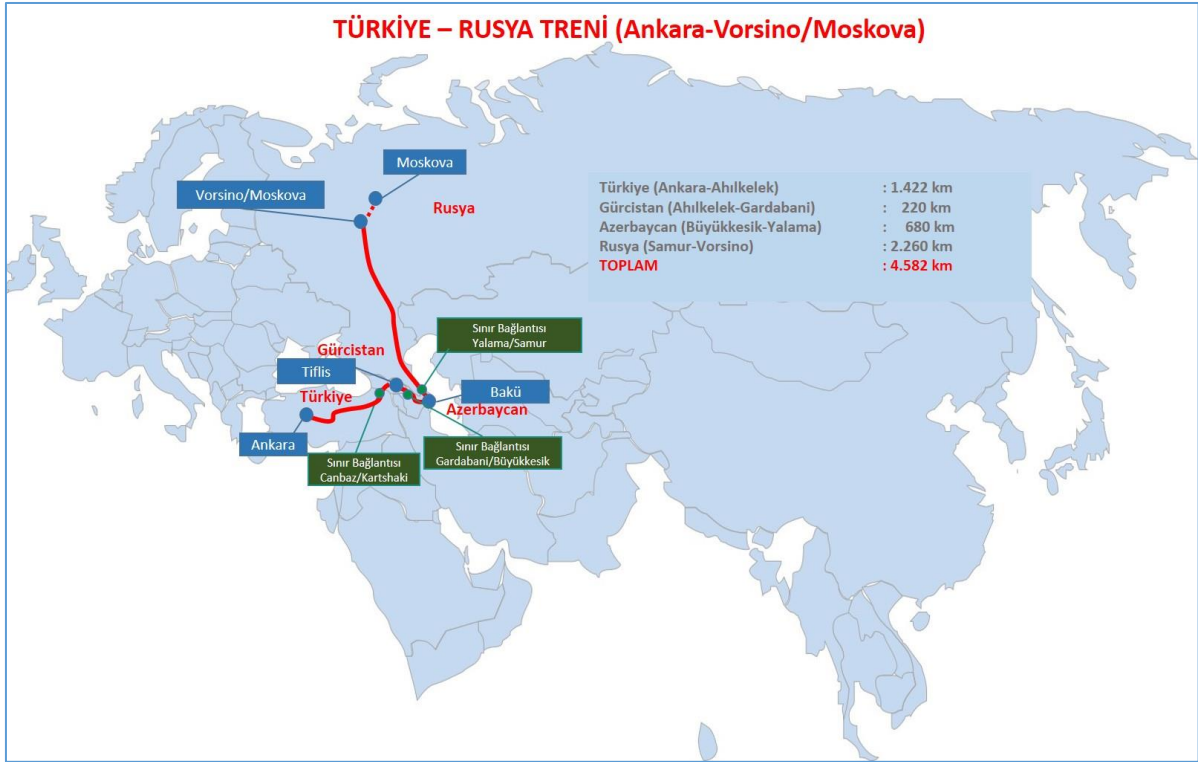 TÜRKİYE – RUSYA TRENİ (Ankara-Vorsino/Moskova)
Moskova
Vorsino/Moskova
Rusya
Türkiye (Ankara-Ahılkelek) : 1.422 km
Gürcistan (Ahılkelek-Gardabani) : 220 km
Azerbaycan (Büyükkesik-Yalama) : 680 km
Rusya (Samur-Vorsino) : 2.260 km
TOPLAM : 4.582 km
Sınır Bağlantısı
Yalama/Samur
Gürcistan
Tiflis
Türkiye
Bakü
Azerbaycan
Ankara
Sınır Bağlantısı
Canbaz/Kartshaki
Sınır Bağlantısı
Gardabani/Büyükkesik